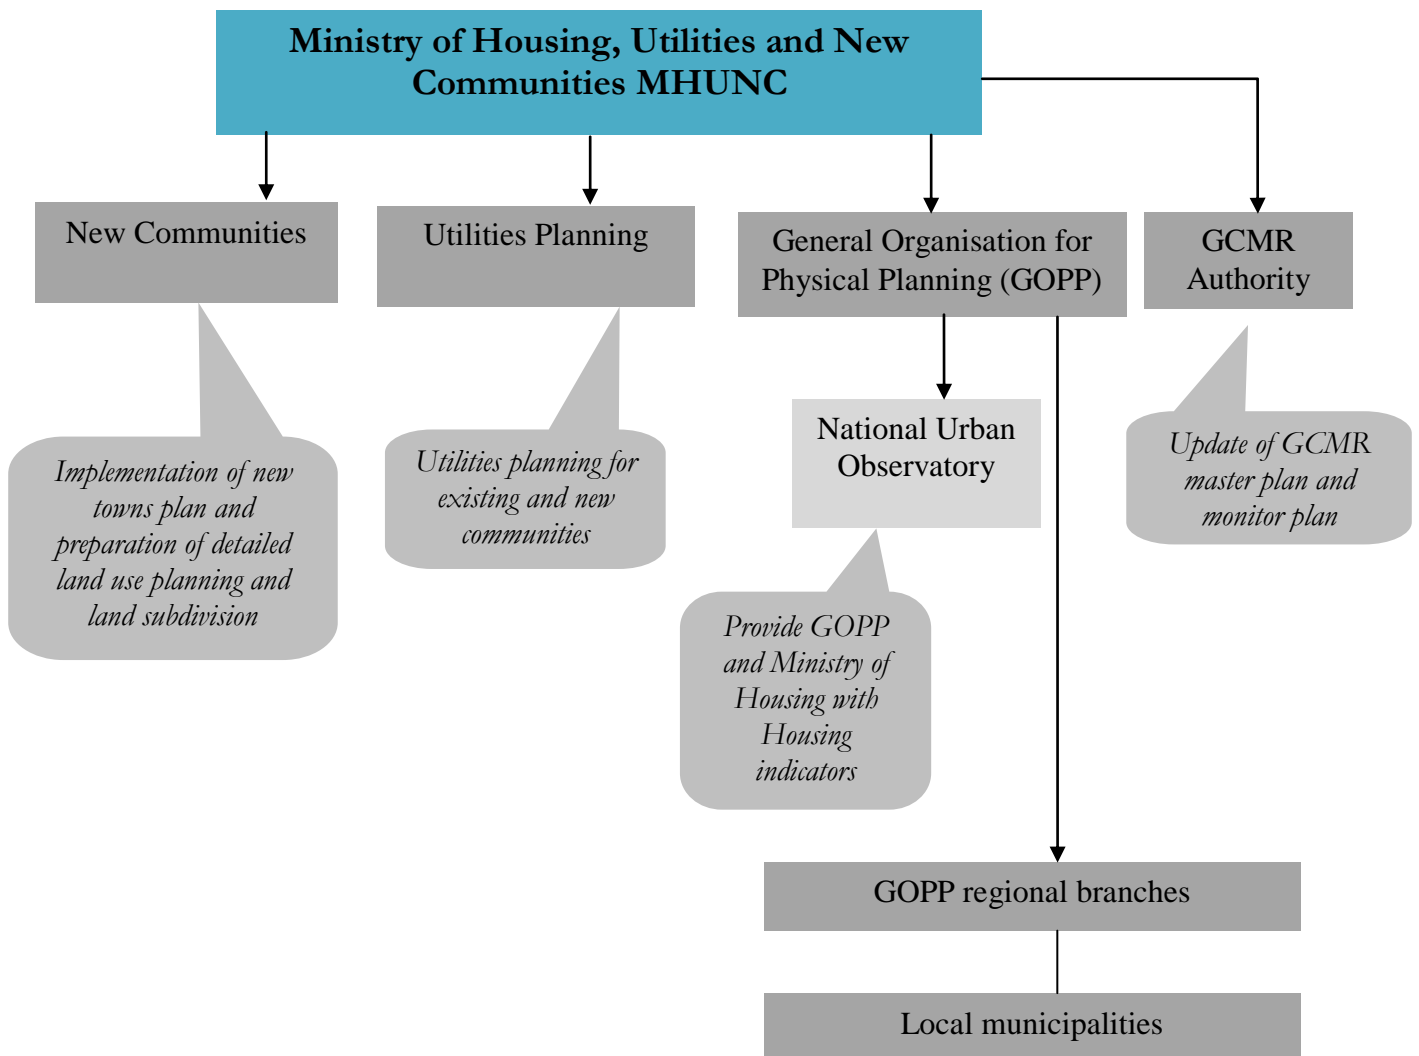 Ministry of Housing, Utilities and New
Communities MHUNC
New Communities
Utilities Planning
General Organisation for
Physical Planning (GOPP)
GCMR
Authority
Implementation of new
towns plan and
preparation of detailed
land use planning and
land subdivision
Utilities planning for
existing and new
communities
National Urban
Observatory
Update of GCMR
master plan and
monitor plan
Provide GOPP
and Ministry of
Housing with
Housing
indicators
GOPP regional branches
Local municipalities